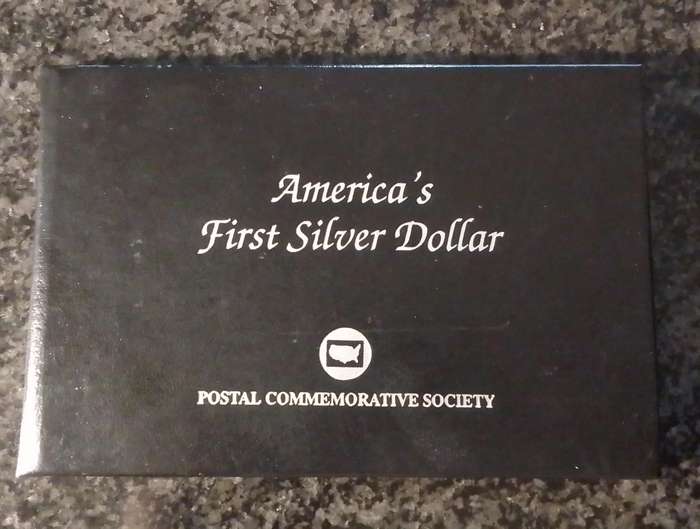 America's
First Silver Dollar
POSTAL COMMEMORATIVE SOCIETY